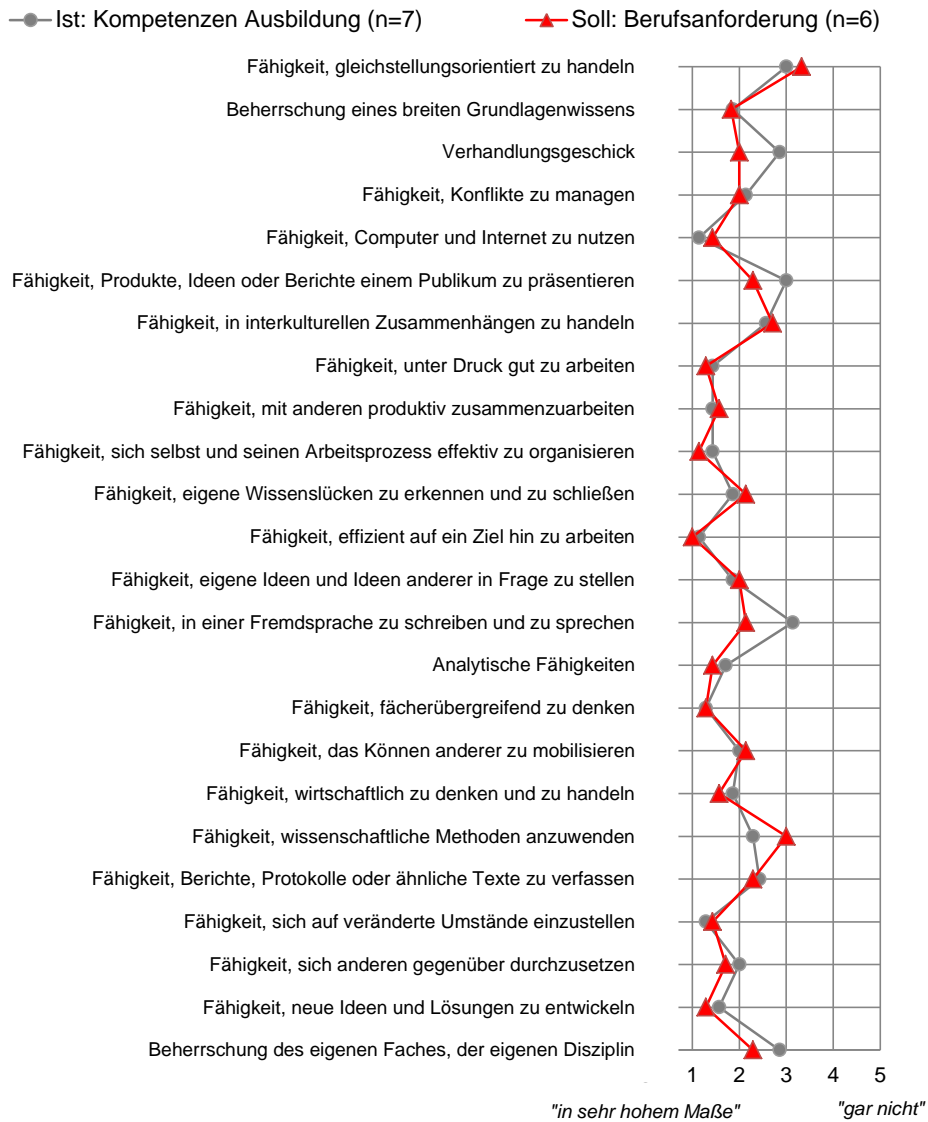 Ist: Kompetenzen Ausbildung (n=7) Soll: Berufsanforderung (n=6)
Fähigkeit, gleichstellungsorientiert zu handeln
Beherrschung eines breiten Grundlagenwissens
Verhandlungsgeschick
Fähigkeit, Konflikte zu managen
Fähigkeit, Computer und Internet zu nutzen
Fähigkeit, Produkte, Ideen oder Berichte einem Publikum zu präsentieren
Fähigkeit, in interkulturellen Zusammenhängen zu handeln
Fähigkeit, unter Druck gut zu arbeiten
Fähigkeit, mit anderen produktiv zusammenzuarbeiten
Fähigkeit, sich selbst und seinen Arbeitsprozess effektiv zu organisieren
Fähigkeit, eigene Wissenslücken zu erkennen und zu schließen
Fähigkeit, effizient auf ein Ziel hin zu arbeiten
Fähigkeit, eigene Ideen und Ideen anderer in Frage zu stellen
Fähigkeit, in einer Fremdsprache zu schreiben und zu sprechen
Analytische Fähigkeiten
Fähigkeit, fächerübergreifend zu denken
Fähigkeit, das Können anderer zu mobilisieren
Fähigkeit, wirtschaftlich zu denken und zu handeln
Fähigkeit, wissenschaftliche Methoden anzuwenden
Fähigkeit, Berichte, Protokolle oder ähnliche Texte zu verfassen
Fähigkeit, sich auf veränderte Umstände einzustellen
Fähigkeit, sich anderen gegenüber durchzusetzen
Fähigkeit, neue Ideen und Lösungen zu entwickeln
Beherrschung des eigenen Faches, der eigenen Disziplin
1 2 3 4 5
"in sehr hohem Maße" "gar nicht"